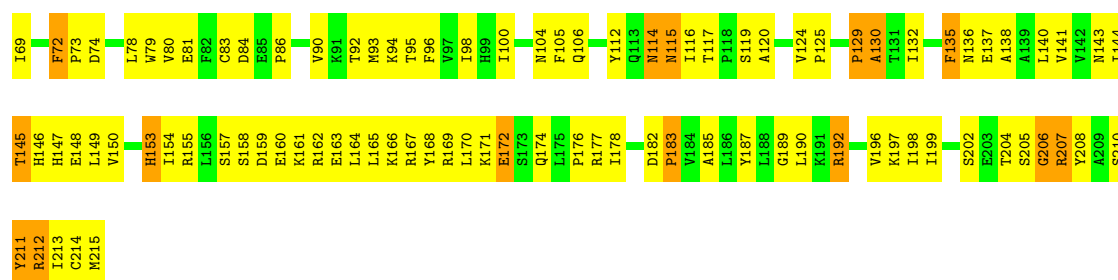 I69 F72 P73 D74 L78 W79 V80 E81 F82 C83 D84 E85 P86 V90 K91 T92 M93 K94 T95 F96 V97 I98 H99 I100 N104 F105 Q106 Y112 Q113 N114 N115 I116 T117 P118 S119 A120 V124 P125 P129 A130 T131 I132 F135 N136 E137 A138 A139 L140 V141 V142 N143
T145 H146 H147 E148 L149 V150 H153 I154 R155 L156 S157 S158 D159 E160 K161 R162 E163 L164 L165 K166 R167 Y168 R169 L170 K171 E172 S173 Q174 L175 P176 R177 I178 D182 P183 V184 A185 L186 Y187 L188 G189 L190 K191 R192 V196 K197 I198 I199 S202 E203 T204 S205 G206 R207 Y208 A209 S210
Y211 R212 I213 C214 M215